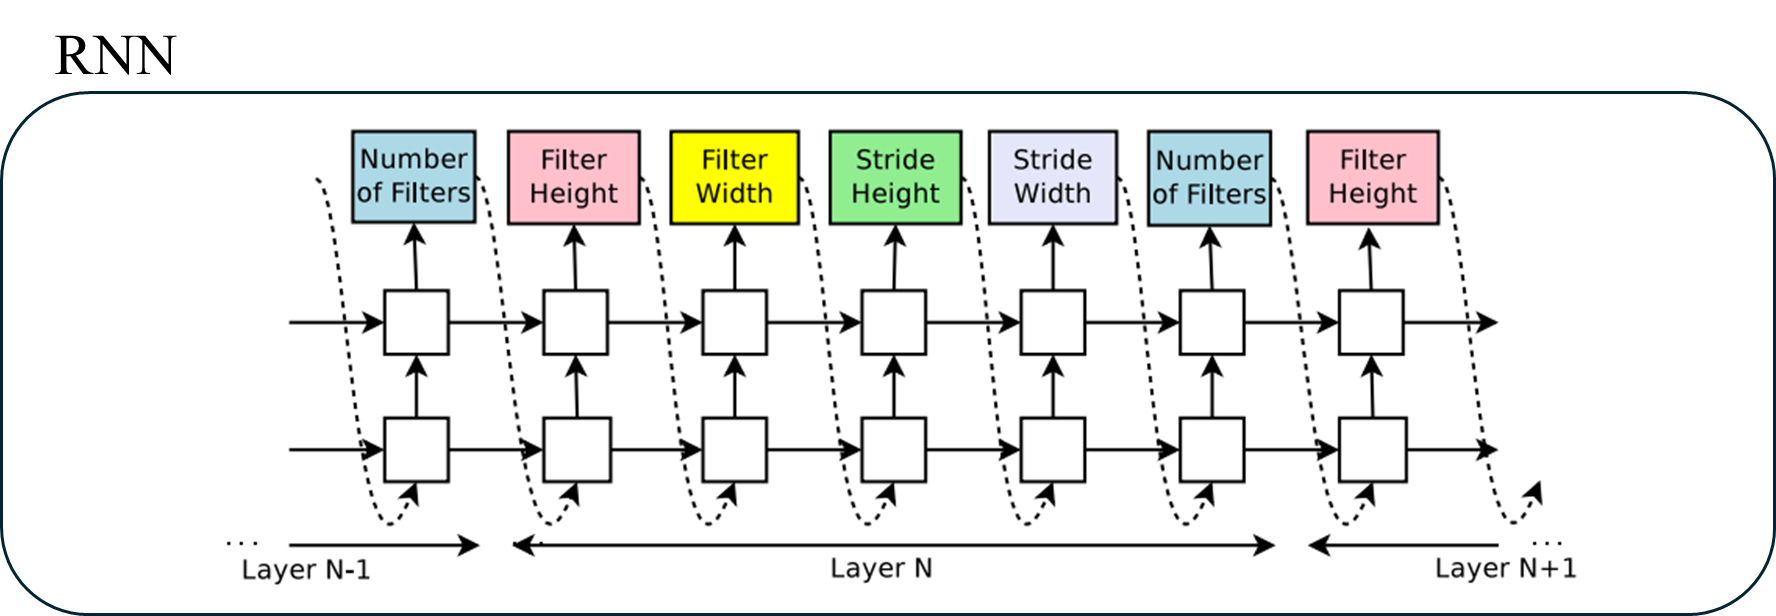 RNN
Number
of Filters
Filter
Height
Filter
Width
Stride
Height
Stride
Width
Number
of Filters
Filter
Height
...
Layer N-1
Layer N
...
Layer N+1